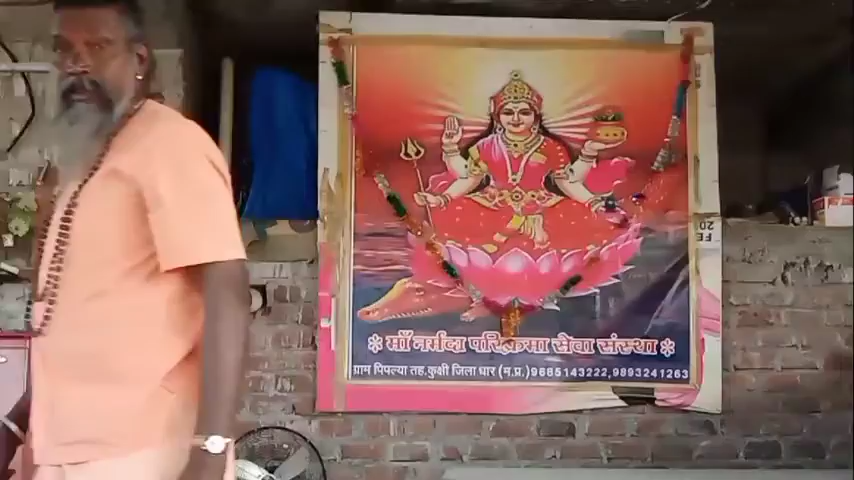 माँ नर्मदा परिक्रमा सेवा संस्था
ग्राम पिपल्या तह.कुक्षी जिला धार (म.प्र.)9685143222,9893241263